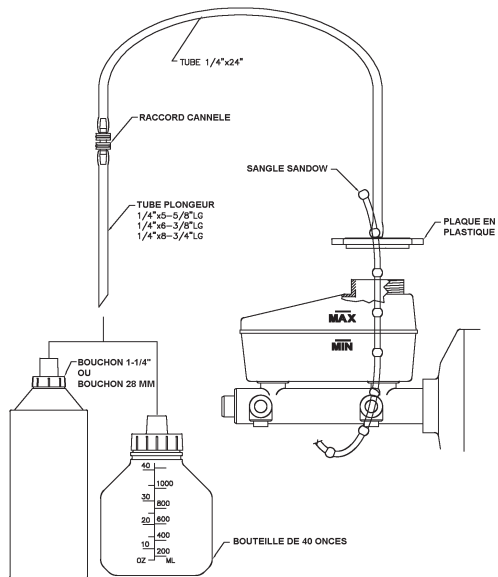 TUBE 1/4"x24"
RACCORD CANNELE
SANGLE SANDOW
TUBE PLONGEUR
1/4"x5-5/8"LG
1/4"x6-3/8"LG
1/4"x8-3/4"LG
PLAQUE EN
PLASTIQUE
MAX
MIN
BOUCHON 1-1/4"
OU
BOUCHON 28 MM
40
1000
30
800
20
600
400
10
200
OZ ML
BOUTEILLE DE 40 ONCES